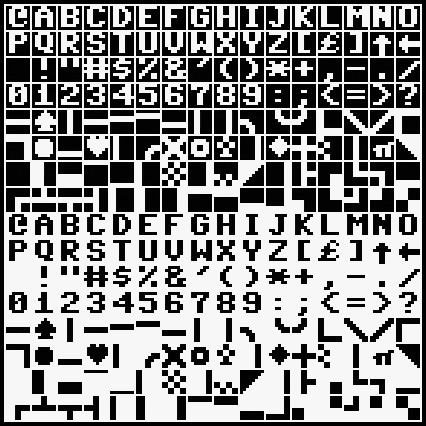 @ABCDEFGHIJKLMNO
PQRSTUVWXYZ[£]↑←
!"#$%&'()*+,-./
0123456789:;<=>?
@ABCDEFGHIJKLMNO
PQRSTUVWXYZ[£]↑←
!"#$%&'()*+,-./
0123456789:;<=>?